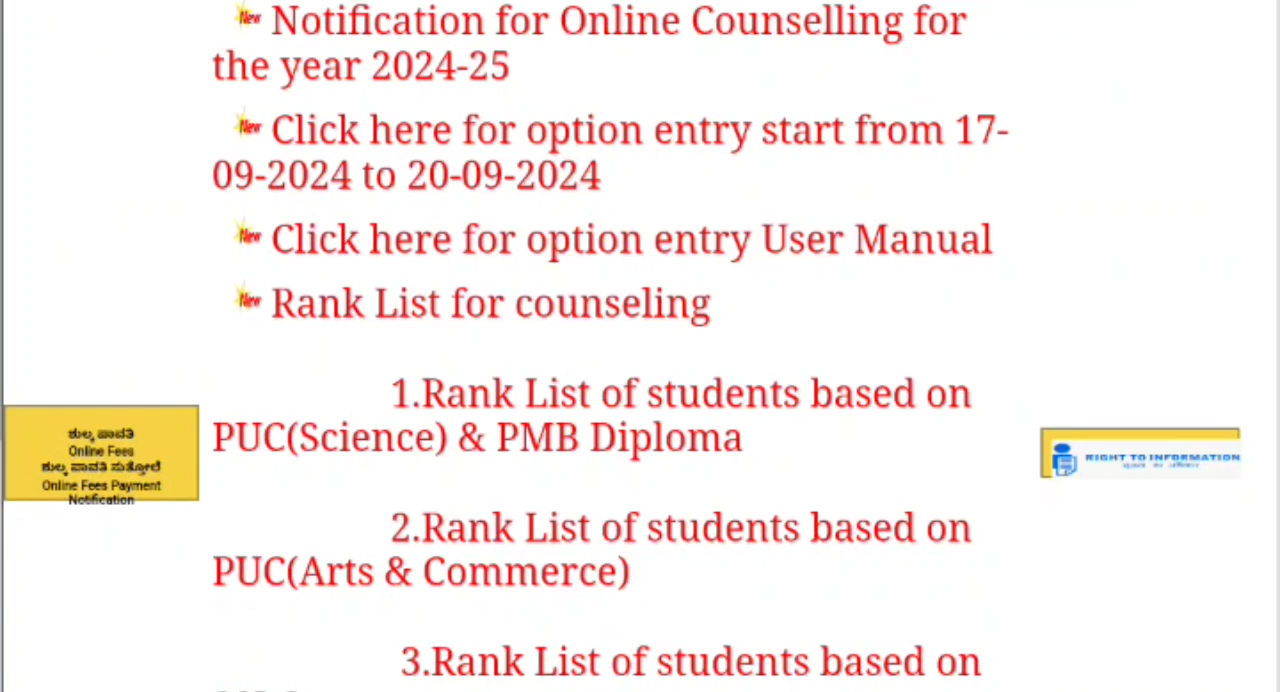 New Notification for Online Counselling for
the year 2024-25
New Click here for option entry start from 17-
09-2024 to 20-09-2024
New Click here for option entry User Manual
New Rank List for counseling
1.Rank List of students based on
PUC(Science) & PMB Diploma
ಶುಲ್ಕ ಪಾವತಿ
Online Fees
ಶುಲ್ಕ ಪಾವತಿ ಸುತ್ತೋಲೆ
Online Fees Payment
Notification
RIGHT TO INFORMATION
सूचना का अधिकार
2.Rank List of students based on
PUC(Arts & Commerce)
3.Rank List of students based on